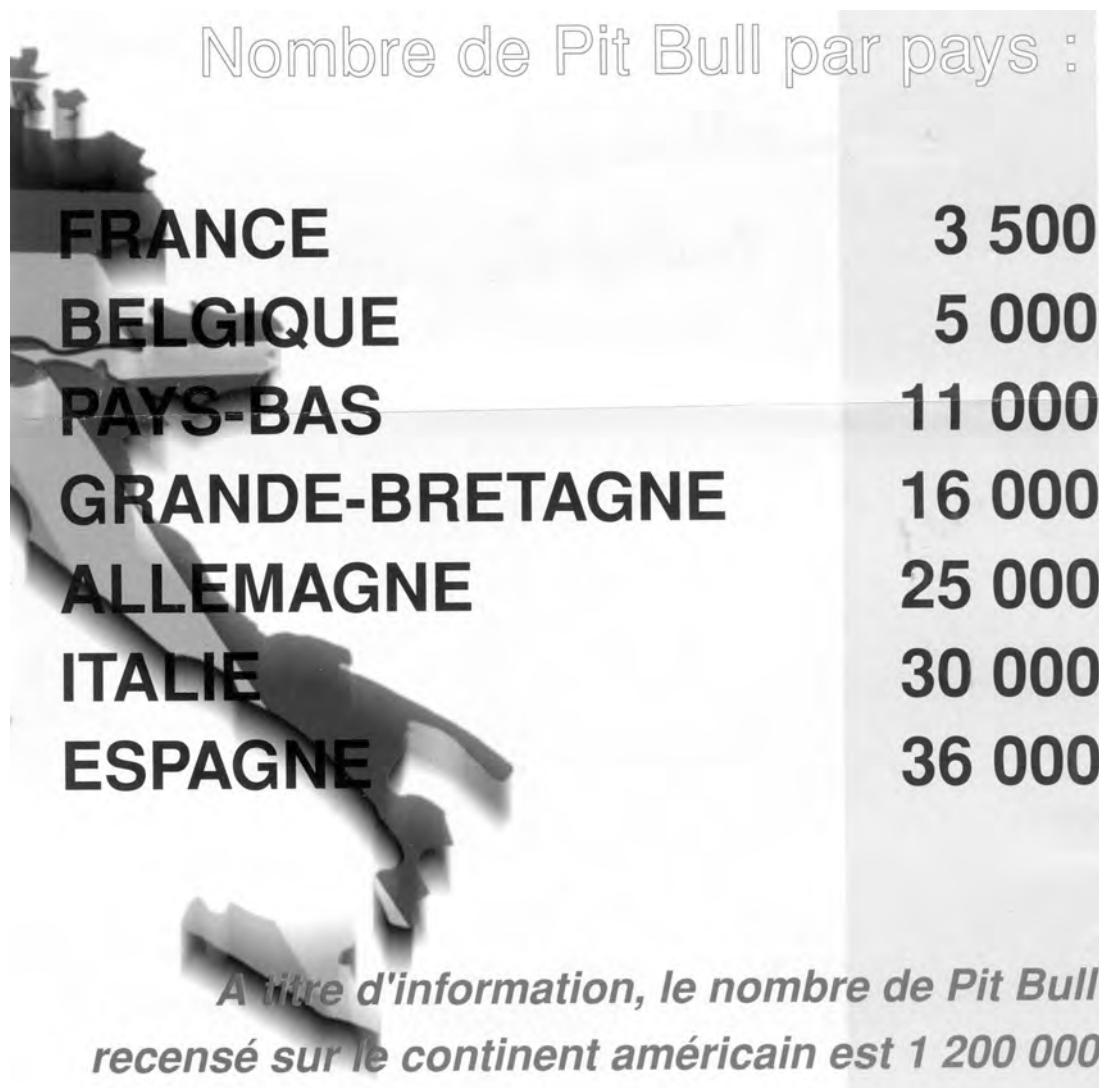 Nombre de Pit Bull par pays :
FRANCE 3 500
BELGIQUE 5 000
PAYS-BAS 11 000
GRANDE-BRETAGNE 16 000
ALLEMAGNE 25 000
ITALIE 30 000
ESPAGNE 36 000
A titre d'information, le nombre de Pit Bull
recensé sur le continent américain est 1 200 000